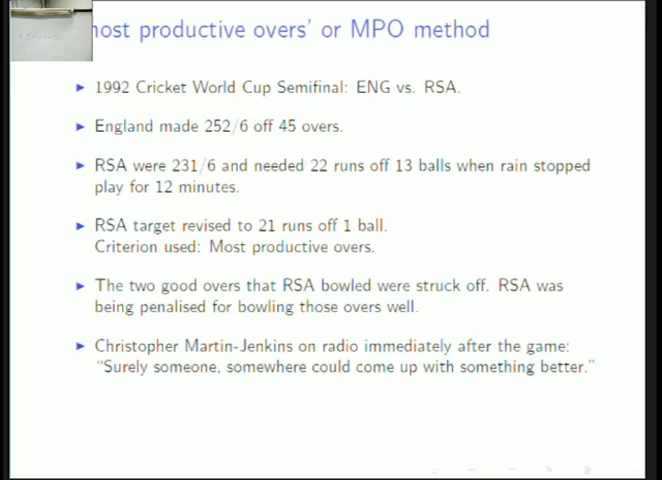 most productive overs' or MPO method
1992 Cricket World Cup Semifinal: ENG vs. RSA.
England made 252/6 off 45 overs.
RSA were 231/6 and needed 22 runs off 13 balls when rain stopped
play for 12 minutes.
RSA target revised to 21 runs off 1 ball.
Criterion used: Most productive overs.
The two good overs that RSA bowled were struck off. RSA was
being penalised for bowling those overs well.
Christopher Martin-Jenkins on radio immediately after the game:
“Surely someone, somewhere could come up with something better.”